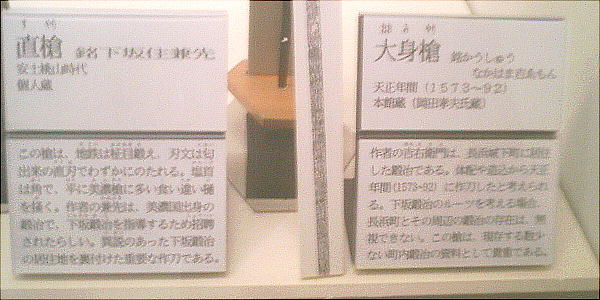 すやり
直槍 銘下坂住兼先
安土桃山時代
個人蔵
この槍は、地鉄は柾目鍛え、刃文は匂
出来の直刃でわずかにのたれる。塩首
は角で、平に美濃槍に多い食い違い樋
を掻く。作者の兼先は、美濃国出身の
鍛冶で、下坂鍛冶を指導するため招聘
されたらしい。異説のあった下坂鍛冶
の居住地を裏付けた重要な作刀である。
おおみやり
大身槍 銘かうしゅう
なかはま吉ゑもん
天正年間(1573~92)
本館蔵(岡田孝夫氏蔵)
作者の吉右衛門は、長浜城下町に居住
した鍛冶である。体配や造込から天正
年間(1573~92)に作刀したと考えられ
る。下坂鍛冶のルーツを考える場合、
長浜町とその周辺の鍛冶の存在は、無
視できない。この槍は、現存する数少
ない町内鍛冶の資料として貴重である。